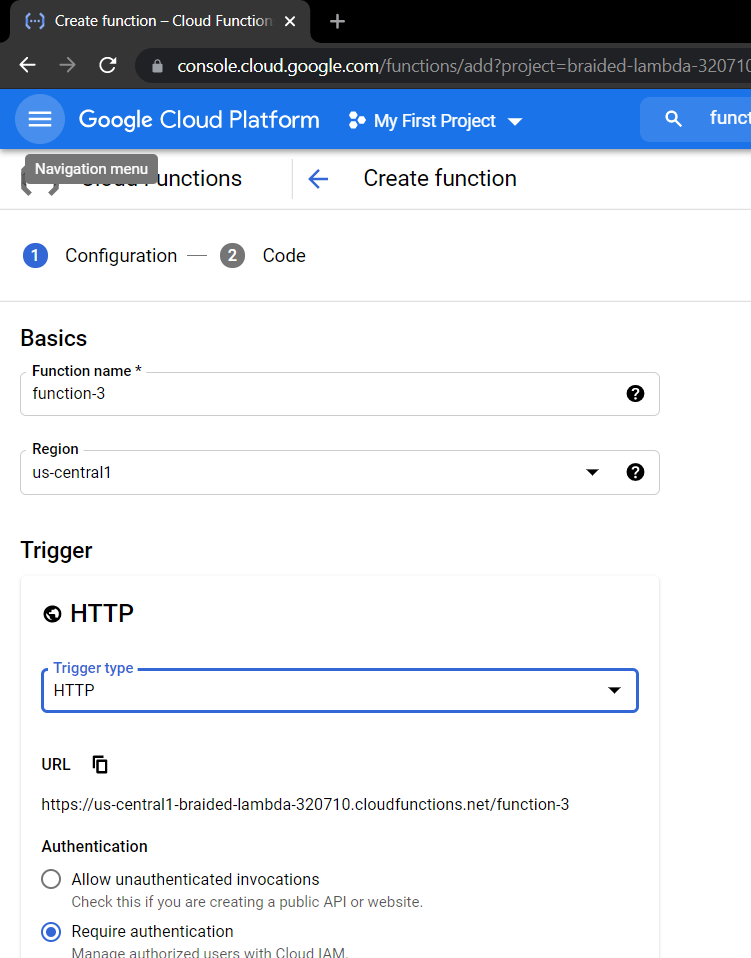 Create function – Cloud Function
console.cloud.google.com/functions/add?project=braided-lambda-320710
Google Cloud Platform
My First Project
funct
Navigation menu
Functions
Create function
1 Configuration — 2 Code
Basics
Function name *
function-3
Region
us-central1
Trigger
HTTP
Trigger type
HTTP
URL
https://us-central1-braided-lambda-320710.cloudfunctions.net/function-3
Authentication
Allow unauthenticated invocations
Check this if you are creating a public API or website.
Require authentication
Manage authorized users with Cloud IAM.